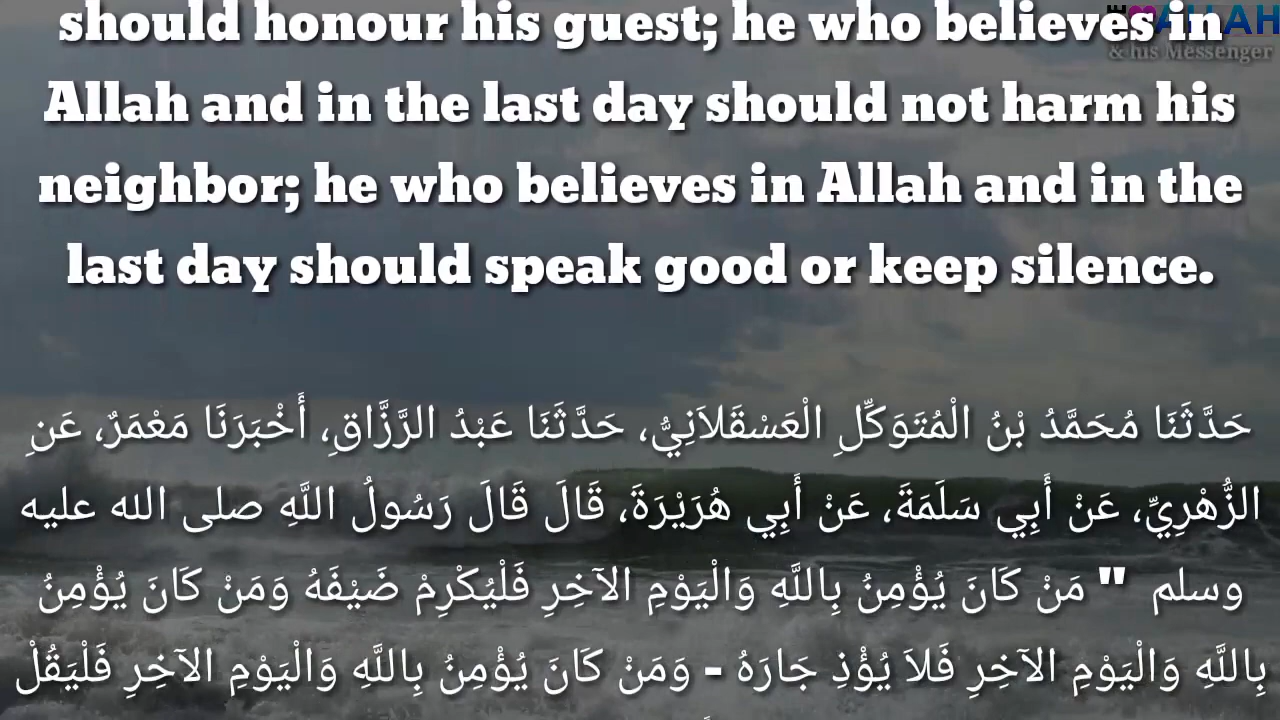 should honour his guest; he who believes in
Allah and in the last day should not harm his
neighbor; he who believes in Allah and in the
last day should speak good or keep silence.
حَدَّثَنَا مُحَمَّدُ بْنُ الْمُتَوَكِّلِ الْعَسْقَلاَنِيُّ، حَدَّثَنَا عَبْدُ الرَّزَّاقِ، أَخْبَرَنَا مَعْمَرٌ، عَنِ
الزُّهْرِيِّ، عَنْ أَبِي سَلَمَةَ، عَنْ أَبِي هُرَيْرَةَ، قَالَ قَالَ رَسُولُ اللَّهِ صلى الله عليه
وسلم " مَنْ كَانَ يُؤْمِنُ بِاللَّهِ وَالْيَوْمِ الآخِرِ فَلْيُكْرِمْ ضَيْفَهُ وَمَنْ كَانَ يُؤْمِنُ
بِاللَّهِ وَالْيَوْمِ الآخِرِ فَلاَ يُؤْذِ جَارَهُ - وَمَنْ كَانَ يُؤْمِنُ بِاللَّهِ وَالْيَوْمِ الآخِرِ فَلْيَقُلْ
ALLAH
& his Messenger